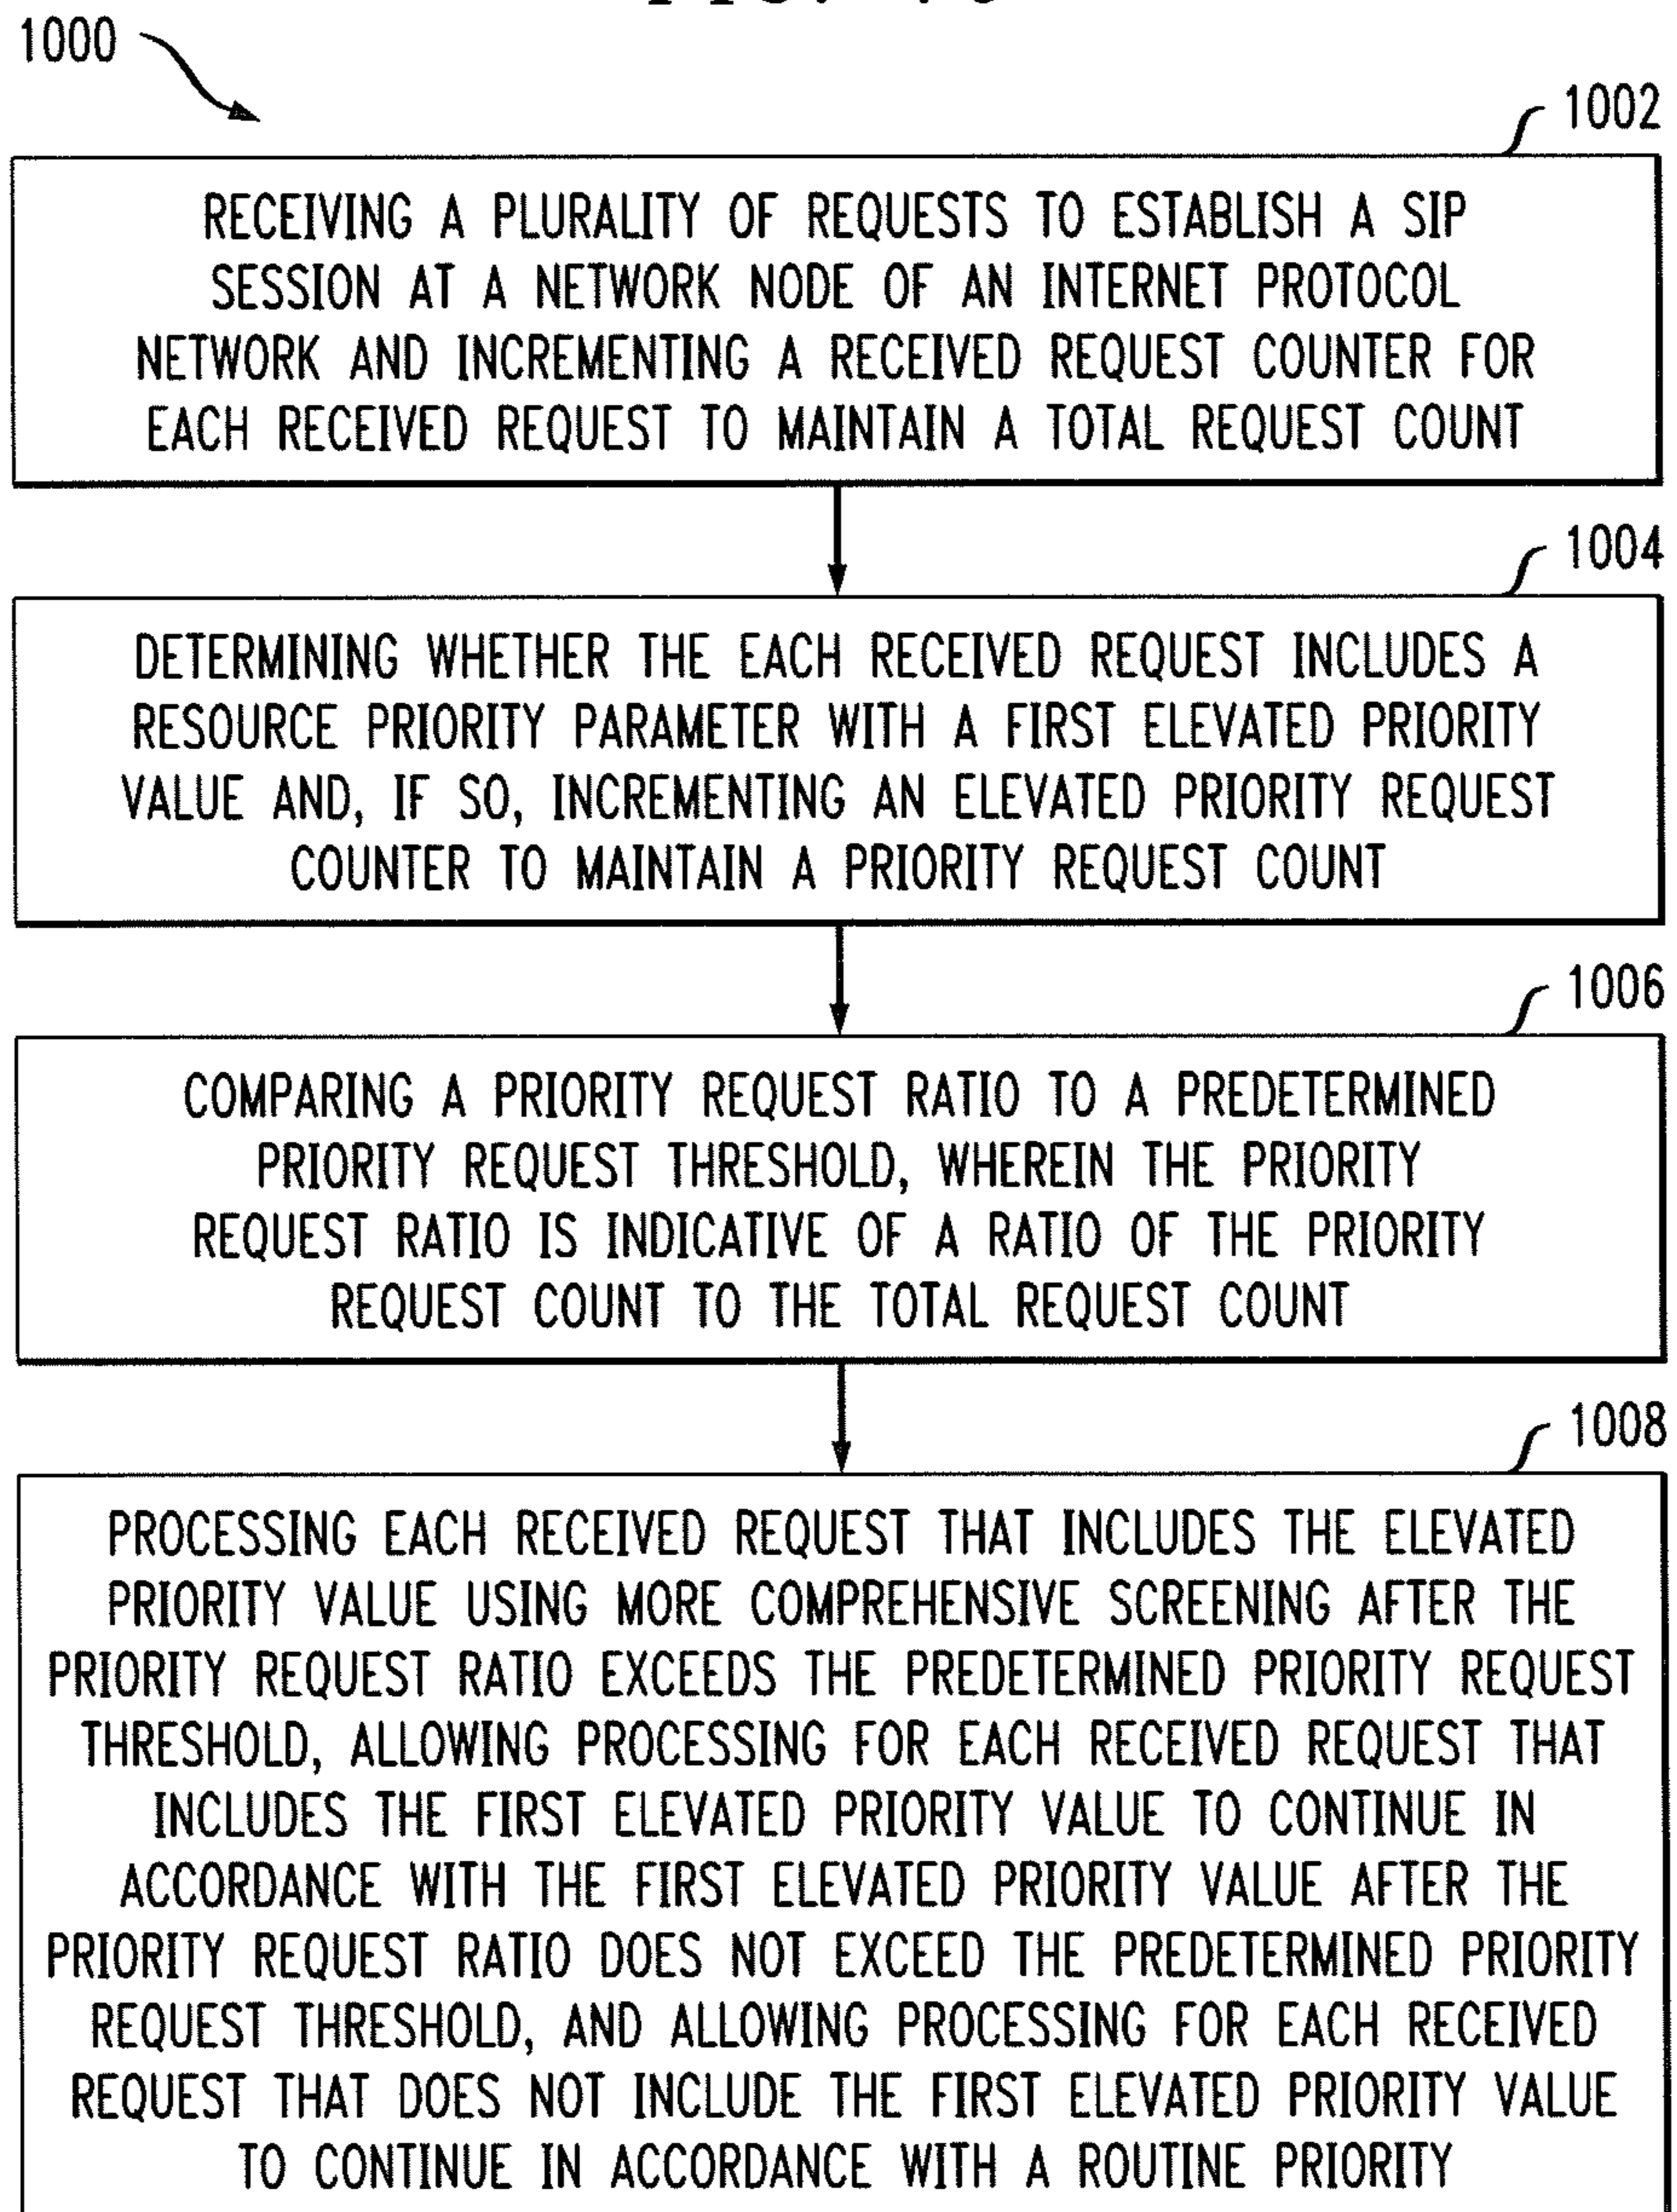 1000
1002
RECEIVING A PLURALITY OF REQUESTS TO ESTABLISH A SIP
SESSION AT A NETWORK NODE OF AN INTERNET PROTOCOL
NETWORK AND INCREMENTING A RECEIVED REQUEST COUNTER FOR
EACH RECEIVED REQUEST TO MAINTAIN A TOTAL REQUEST COUNT
1004
DETERMINING WHETHER THE EACH RECEIVED REQUEST INCLUDES A
RESOURCE PRIORITY PARAMETER WITH A FIRST ELEVATED PRIORITY
VALUE AND, IF SO, INCREMENTING AN ELEVATED PRIORITY REQUEST
COUNTER TO MAINTAIN A PRIORITY REQUEST COUNT
1006
COMPARING A PRIORITY REQUEST RATIO TO A PREDETERMINED
PRIORITY REQUEST THRESHOLD, WHEREIN THE PRIORITY
REQUEST RATIO IS INDICATIVE OF A RATIO OF THE PRIORITY
REQUEST COUNT TO THE TOTAL REQUEST COUNT
1008
PROCESSING EACH RECEIVED REQUEST THAT INCLUDES THE ELEVATED
PRIORITY VALUE USING MORE COMPREHENSIVE SCREENING AFTER THE
PRIORITY REQUEST RATIO EXCEEDS THE PREDETERMINED PRIORITY REQUEST
THRESHOLD, ALLOWING PROCESSING FOR EACH RECEIVED REQUEST THAT
INCLUDES THE FIRST ELEVATED PRIORITY VALUE TO CONTINUE IN
ACCORDANCE WITH THE FIRST ELEVATED PRIORITY VALUE AFTER THE
PRIORITY REQUEST RATIO DOES NOT EXCEED THE PREDETERMINED PRIORITY
REQUEST THRESHOLD, AND ALLOWING PROCESSING FOR EACH RECEIVED
REQUEST THAT DOES NOT INCLUDE THE FIRST ELEVATED PRIORITY VALUE
TO CONTINUE IN ACCORDANCE WITH A ROUTINE PRIORITY